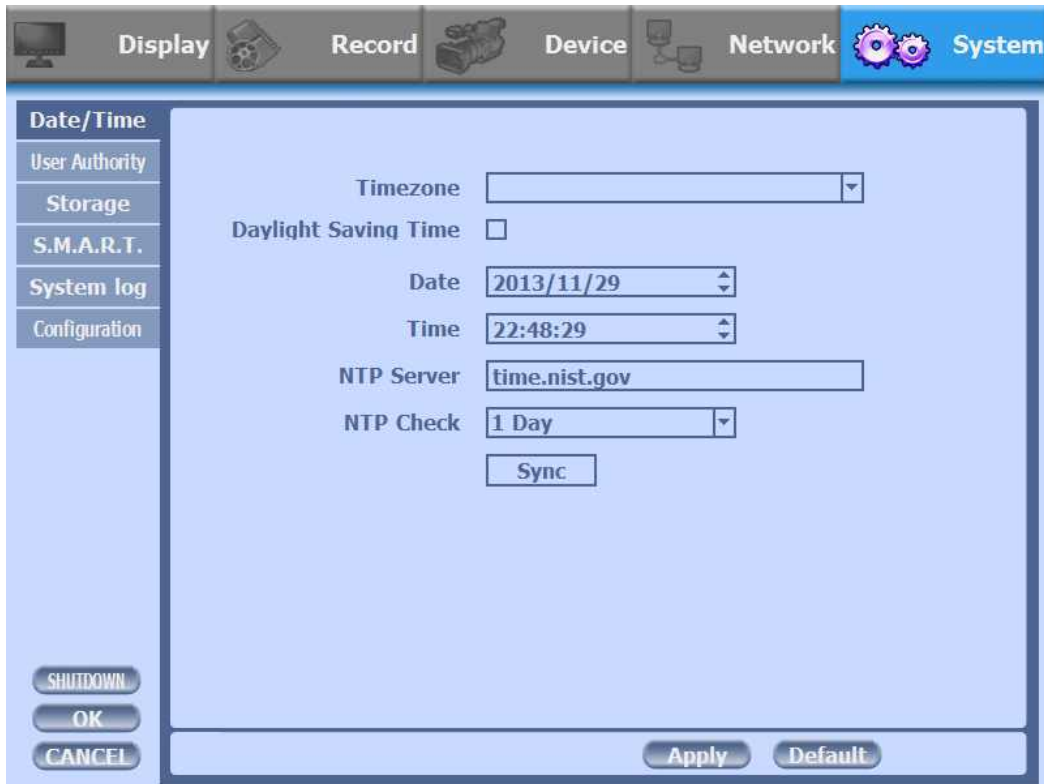 Display Record Device Network System
Date/Time
User Authority
Storage
S.M.A.R.T.
System log
Configuration
Timezone
Daylight Saving Time
Date 2013/11/29
Time 22:48:29
NTP Server time.nist.gov
NTP Check 1 Day
Sync
SHUTDOWN
OK
CANCEL
Apply Default